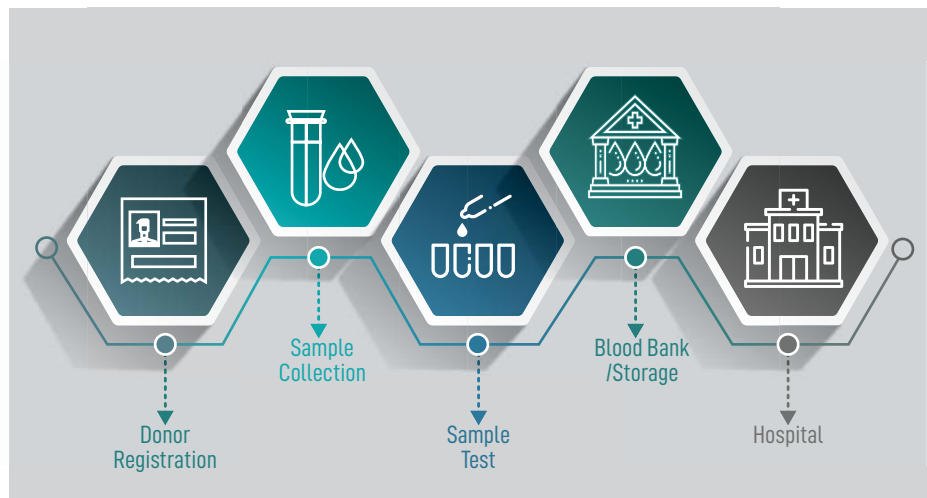 Donor
Registration
Sample
Collection
Sample
Test
Blood Bank
/Storage
Hospital